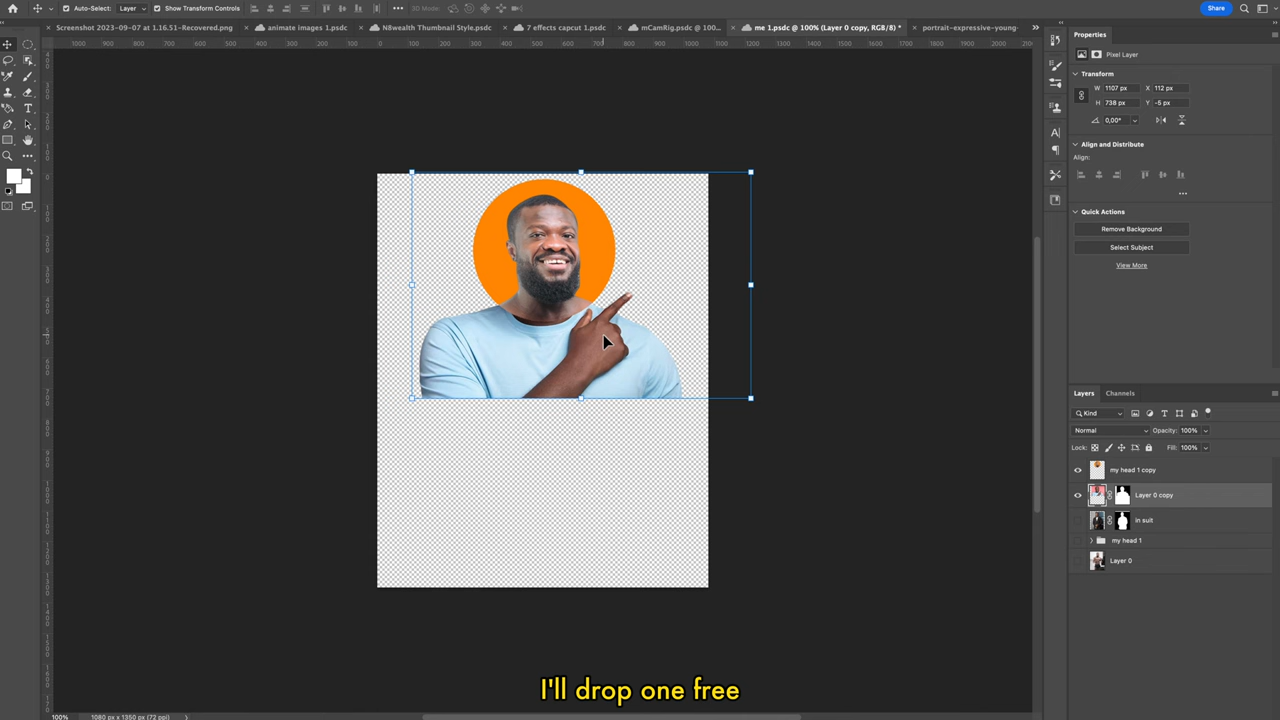 Auto-Select:
Layer
Show Transform Controls
3D Mode:
Share
Screenshot 2023-09-07 at 1.16.51-Recovered.png
animate images 1.psdc
N8wealth Thumbnail Style.psdc
7 effects capcut 1.psdc
mCamRig.psdc @ 100...
me 1.psdc @ 100% (Layer 0 copy, RGB/8) *
portrait-expressive-young-
Properties
Pixel Layer
Transform
W 1107 px
X 112 px
H 738 px
Y -5 px
0,00°
Align and Distribute
Align:
Quick Actions
Remove Background
Select Subject
View More
Layers
Channels
Kind
Normal
Opacity: 100%
Lock:
Fill: 100%
my head 1 copy
Layer 0 copy
in suit
my head 1
Layer 0
I'll drop one free
100%
1080 px x 1350 px (72 ppi)